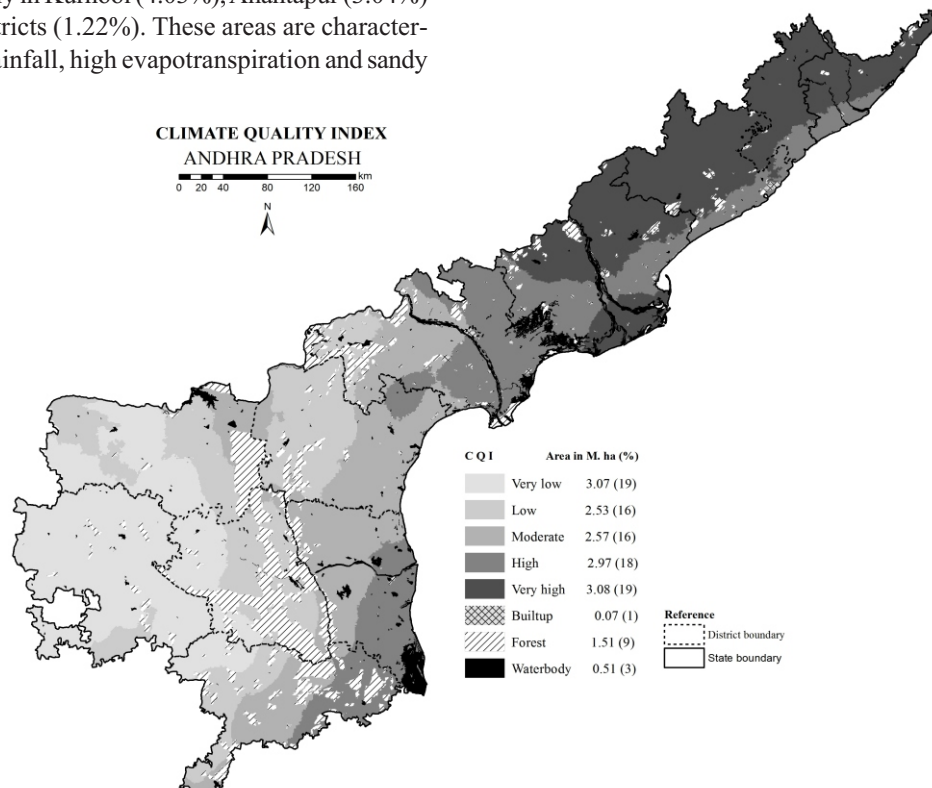 y in Kurnool (4.03%), Anantapur (3.04%)
tricts (1.22%). These areas are character-
infall, high evapotranspiration and sandy
CLIMATE QUALITY INDEX
ANDHRA PRADESH
km
0 20 40 80 120 160
N
C Q I Area in M. ha (%)
Very low 3.07 (19)
Low 2.53 (16)
Moderate 2.57 (16)
High 2.97 (18)
Very high 3.08 (19)
Builtup 0.07 (1)
Forest 1.51 (9)
Waterbody 0.51 (3)
Reference
District boundary
State boundary